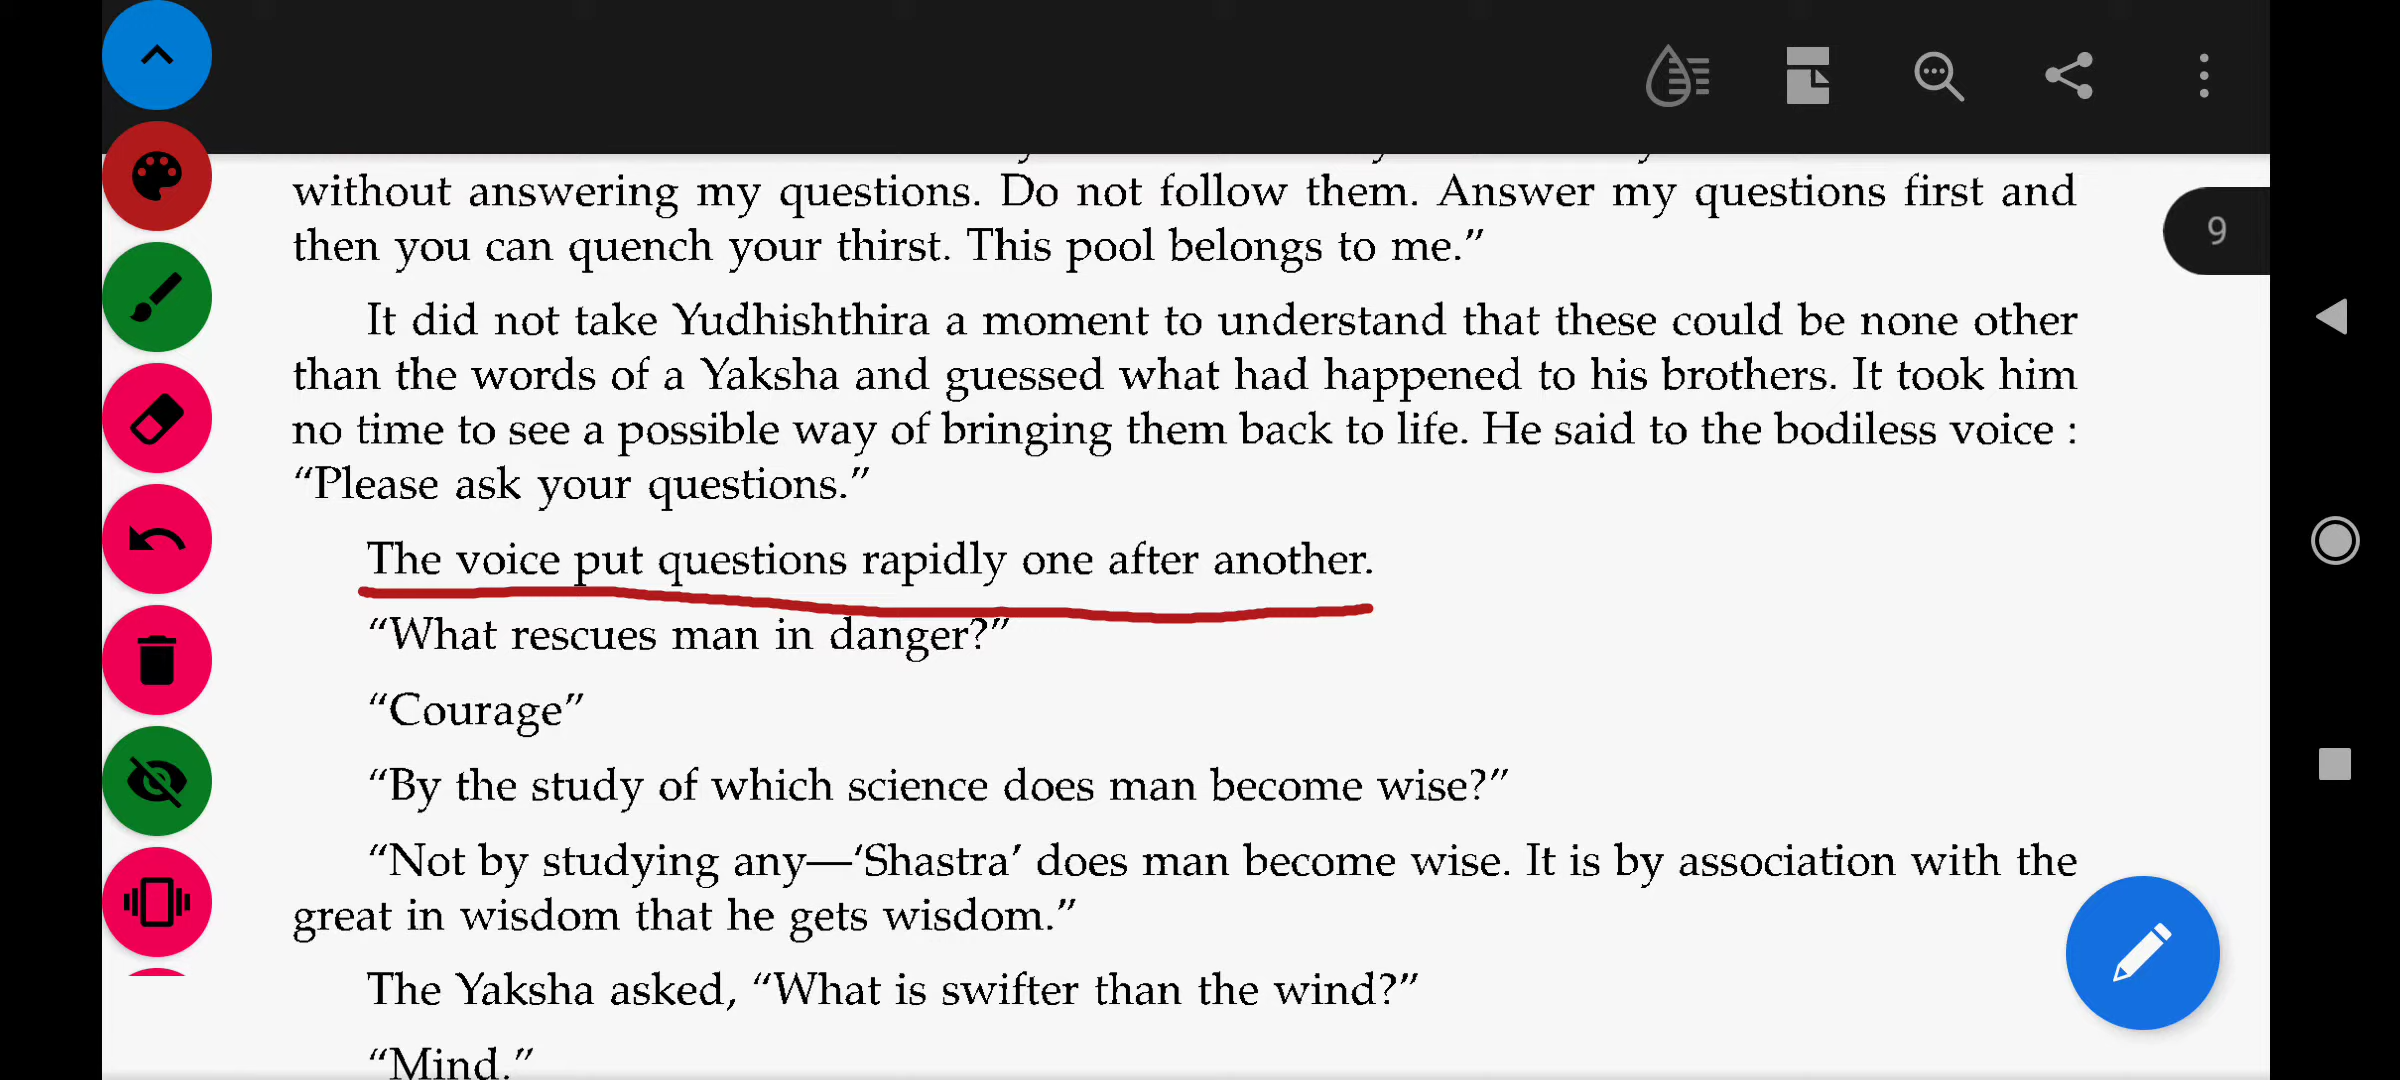 without answering my questions. Do not follow them. Answer my questions first and
9
then you can quench your thirst. This pool belongs to me.”
It did not take Yudhishthira a moment to understand that these could be none other
than the words of a Yaksha and guessed what had happened to his brothers. It took him
no time to see a possible way of bringing them back to life. He said to the bodiless voice :
“Please ask your questions.”
The voice put questions rapidly one after another.
“What rescues man in danger?”
“Courage”
“By the study of which science does man become wise?”
“Not by studying any—‘Shastra’ does man become wise. It is by association with the
great in wisdom that he gets wisdom.”
The Yaksha asked, “What is swifter than the wind?”
“Mind.”